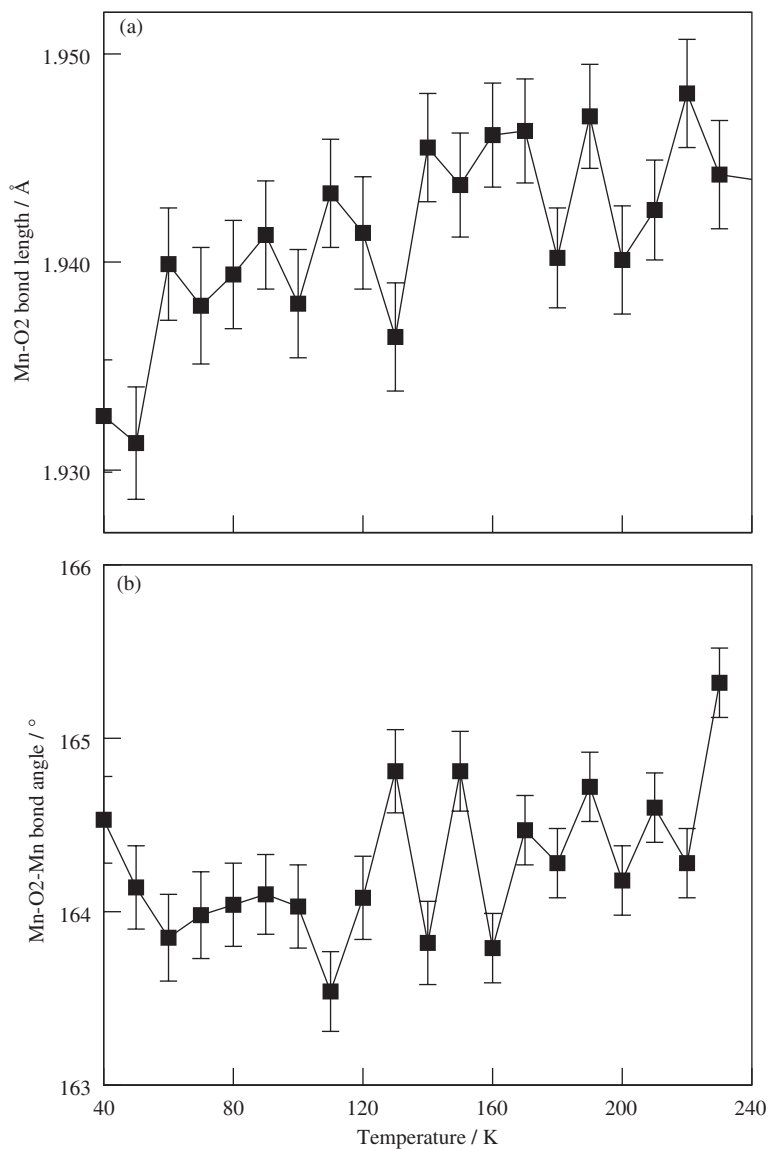 (a)
1.950
1.940
1.930
Mn-O2 bond length / Å
(b)
166
165
164
163
Mn-O2-Mn bond angle / °
40 80 120 160 200 240
Temperature / K